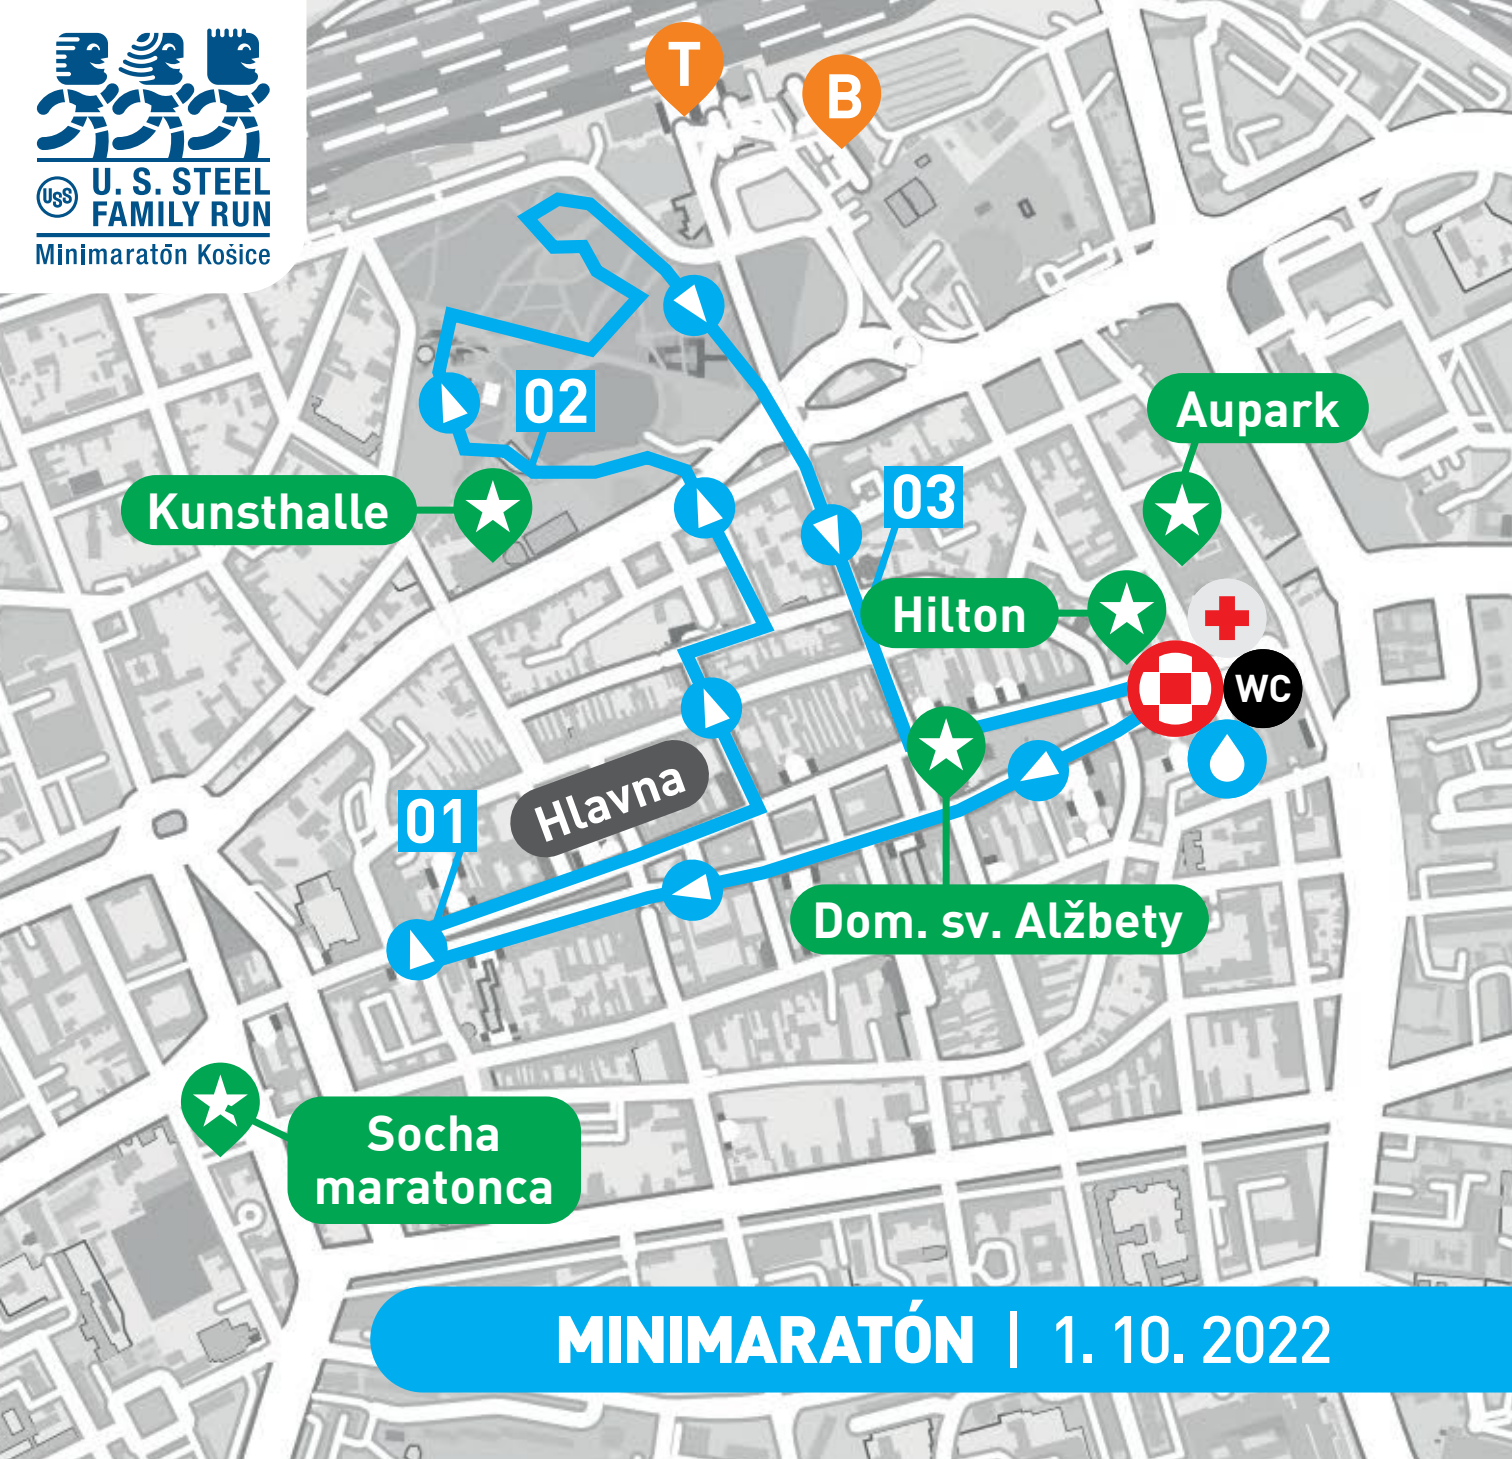 U. S. STEEL
USS
FAMILY RUN
Minimaratón Košice
T
B
02
Aupark
03
Kunsthalle
Hilton
WC
Hlavna
01
Dom. sv. Alžbety
Socha
maratonca
MINIMARATÓN | 1. 10. 2022